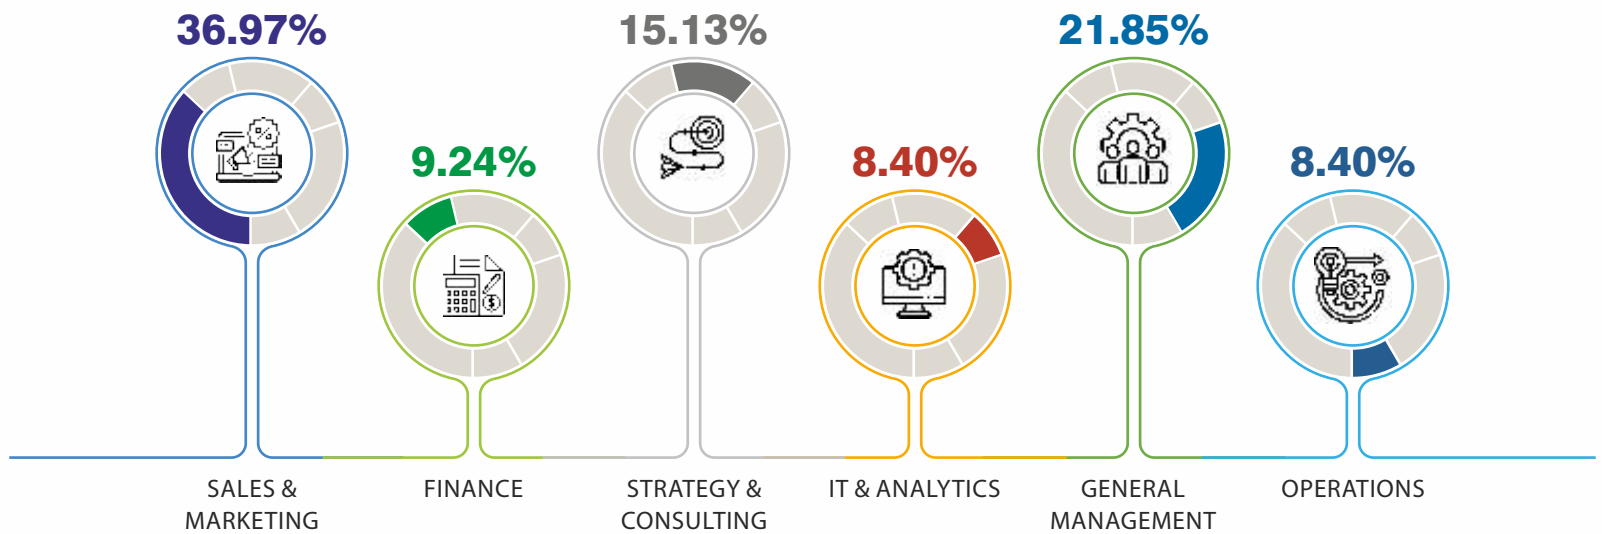 36.97%
15.13%
21.85%
9.24%
8.40%
8.40%
SALES &
MARKETING
FINANCE
STRATEGY &
CONSULTING
IT & ANALYTICS
GENERAL
MANAGEMENT
OPERATIONS